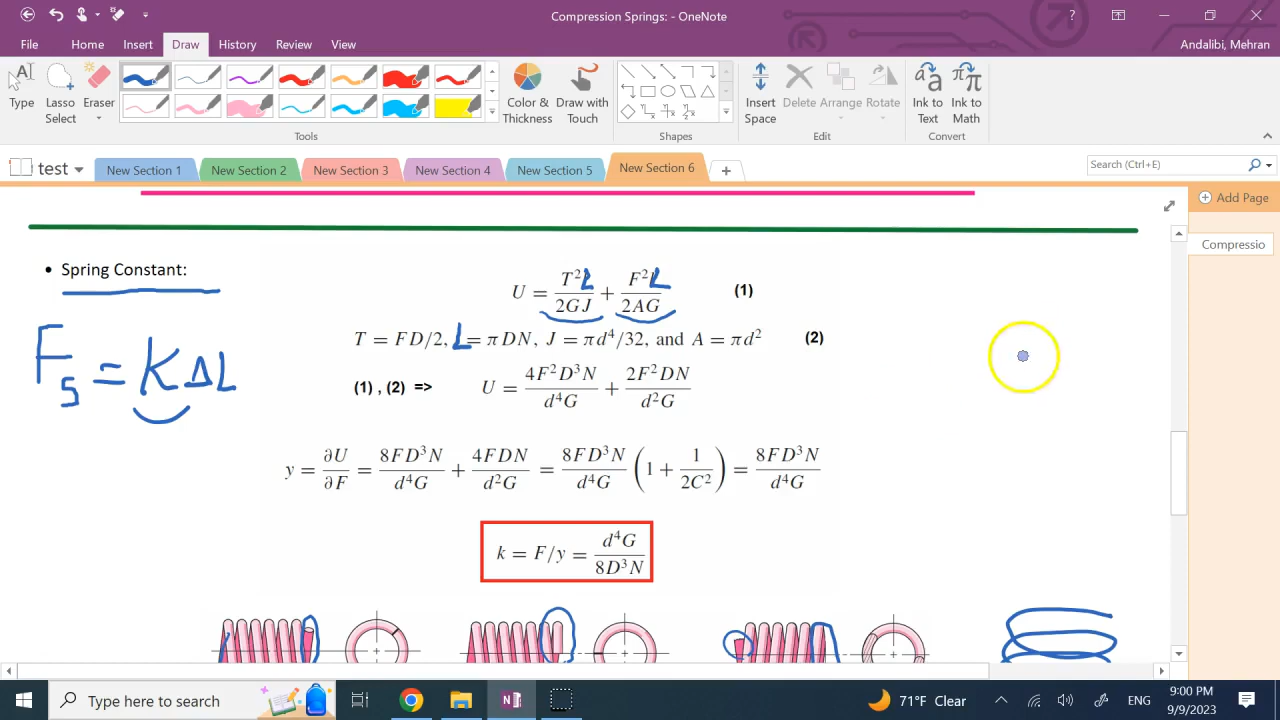 Compression Springs: - OneNote
Andalibi, Mehran
File Home Insert Draw History Review View
Type
Lasso Select
Eraser
Color & Thickness
Draw with Touch
Insert Space
Delete
Arrange
Rotate
Ink to Text
Ink to Math
Tools
Shapes
Edit
Convert
test
New Section 1
New Section 2
New Section 3
New Section 4
New Section 5
New Section 6
Search (Ctrl+E)
Add Page
Compressio
• Spring Constant:
U = T²L/2GJ + F²L/2AG (1)
T = FD/2, L = πDN, J = πd⁴/32, and A = πd² (2)
F_s = K ΔL
(1) , (2) => U = 4F²D³N/d⁴G + 2F²DN/d²G
y = ∂U/∂F = 8FD³N/d⁴G + 4FDN/d²G = 8FD³N/d⁴G (1 + 1/2C²) = 8FD³N/d⁴G
k = F/y = d⁴G/8D³N
Type here to search
71°F Clear
ENG
9:00 PM
9/9/2023